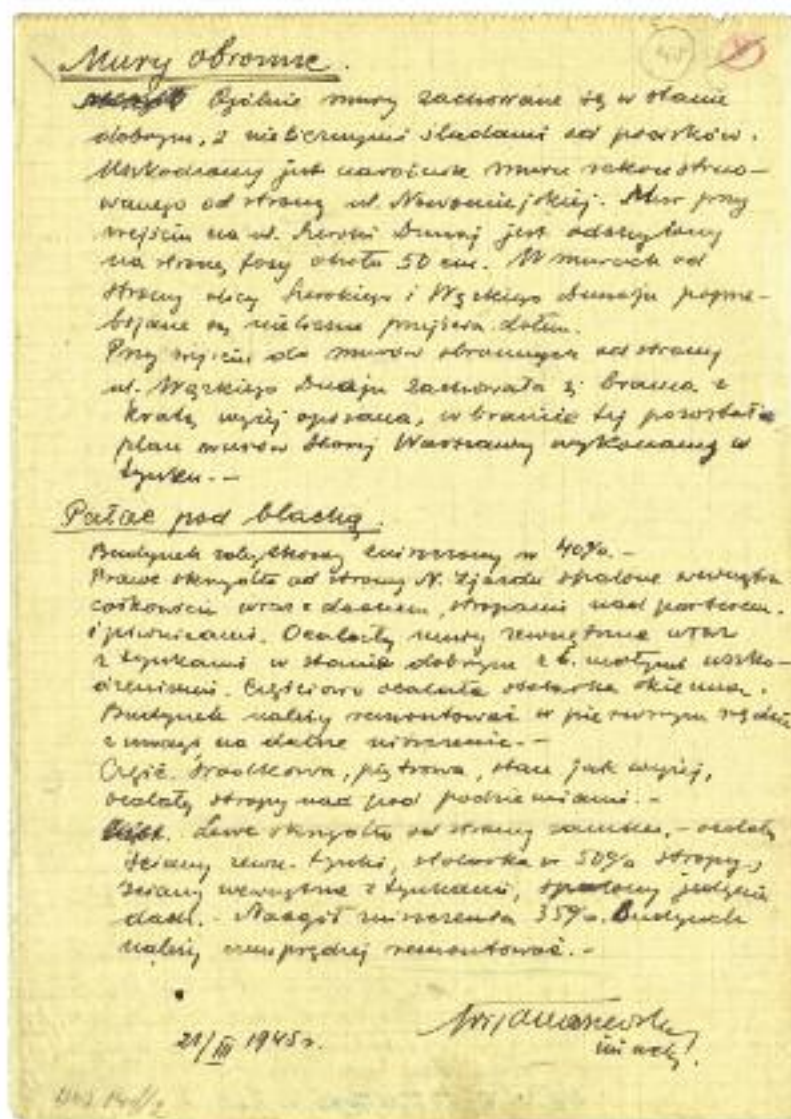 Mury obronne.
Ogólnie mury zachowane są w stanie
dobrym, z nielicznymi śladami od pocisków.
Uszkodzony jest narożnik muru rekonstruo-
wanego od strony ul. Nowomiejskiej. Mur przy
wejściu na ul. Szeroki Dunaj jest odchylony
na stronę fosy około 50 cm. W murach od
strony ulicy Szerokiego i Wąskiego Dunaju poprze-
bijane są nieliczne przejścia dołem.
Przy wejściu do murów obronnych od strony
ul. Wąskiego Dunaju zachowała się brama z
kratą wyżej opisana, w bramie tej pozostał
plan murów Starej Warszawy wykonany w
tynku. -
Pałac pod blachą.
Budynek zabytkowy zniszczony w 40%. -
Prawe skrzydło od strony N. Zjazdu spalone wewnątrz
całkowicie wraz z dachem, stropami nad parterem
i piwnicami. Ocalały mury zewnętrzne wraz
z tynkami w stanie dobrym z b. małymi uszko-
dzeniami. Częściowo ocalała stolarka okienna.
Budynek należy remontować w pierwszym rzędzie
z uwagi na dalsze niszczenie. -
Część środkowa, piętrowa, stan jak wyżej,
ocalały stropy nad pod podziemiami. -
Lewe skrzydło od strony zamku, - ocalały
ściany zewn. tynki, stolarka w 50% stropy,
ściany wewnętrzne z tynkami, spalony jedynie
dach. - Naogół zniszczenia 35%. Budynek
należy czemprędzej remontować. -
21/III 1945 r.